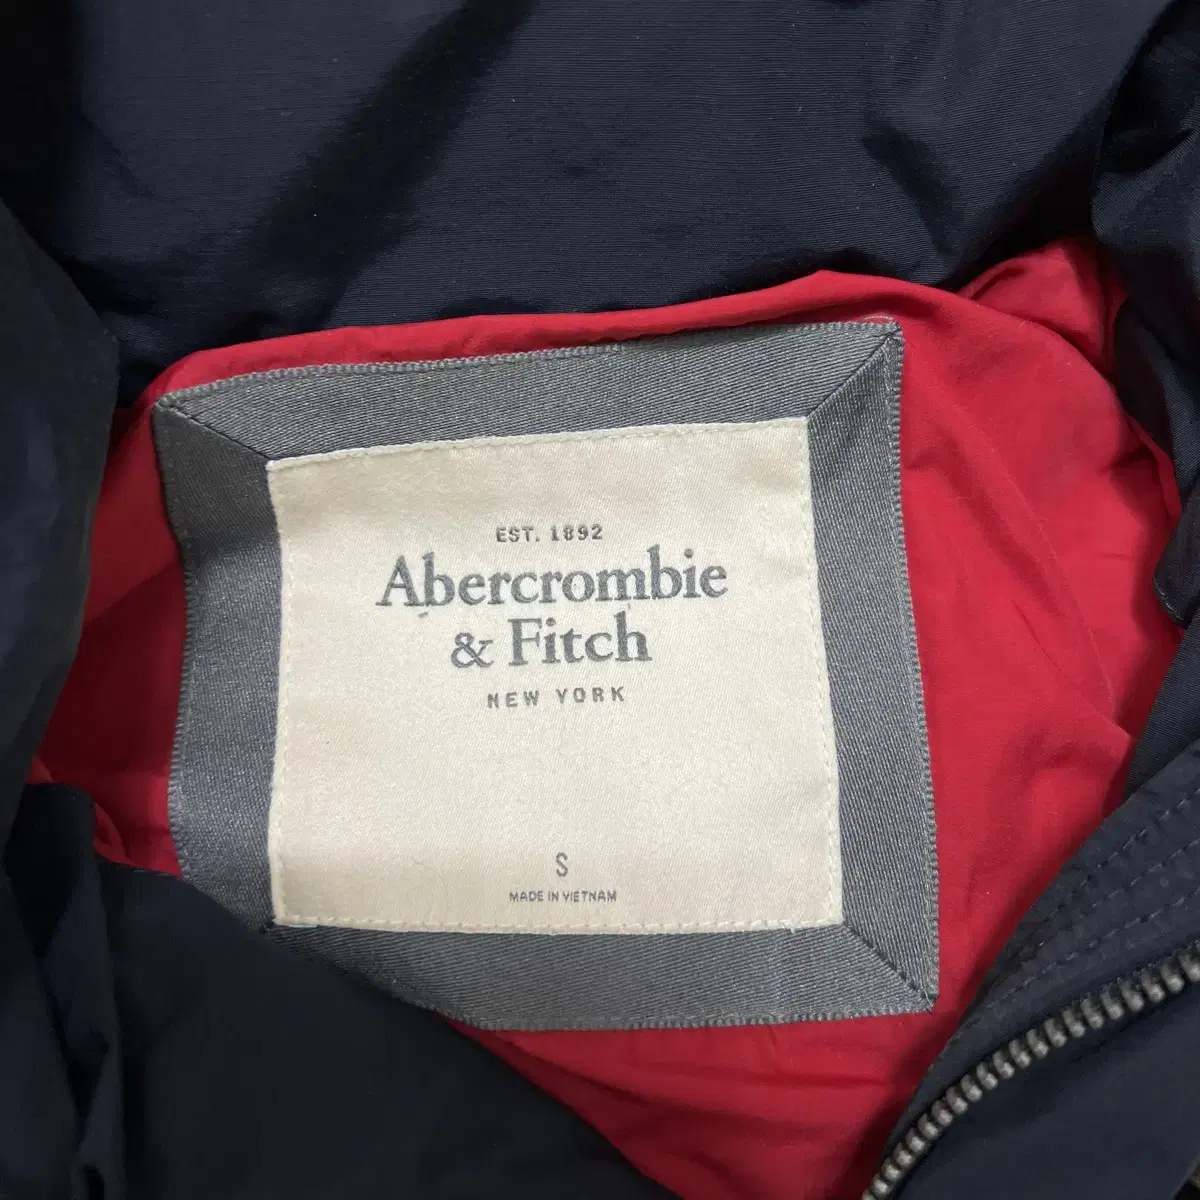 EST. 1892
Abercrombie
& Fitch
NEW YORK
S
MADE IN VIETNAM